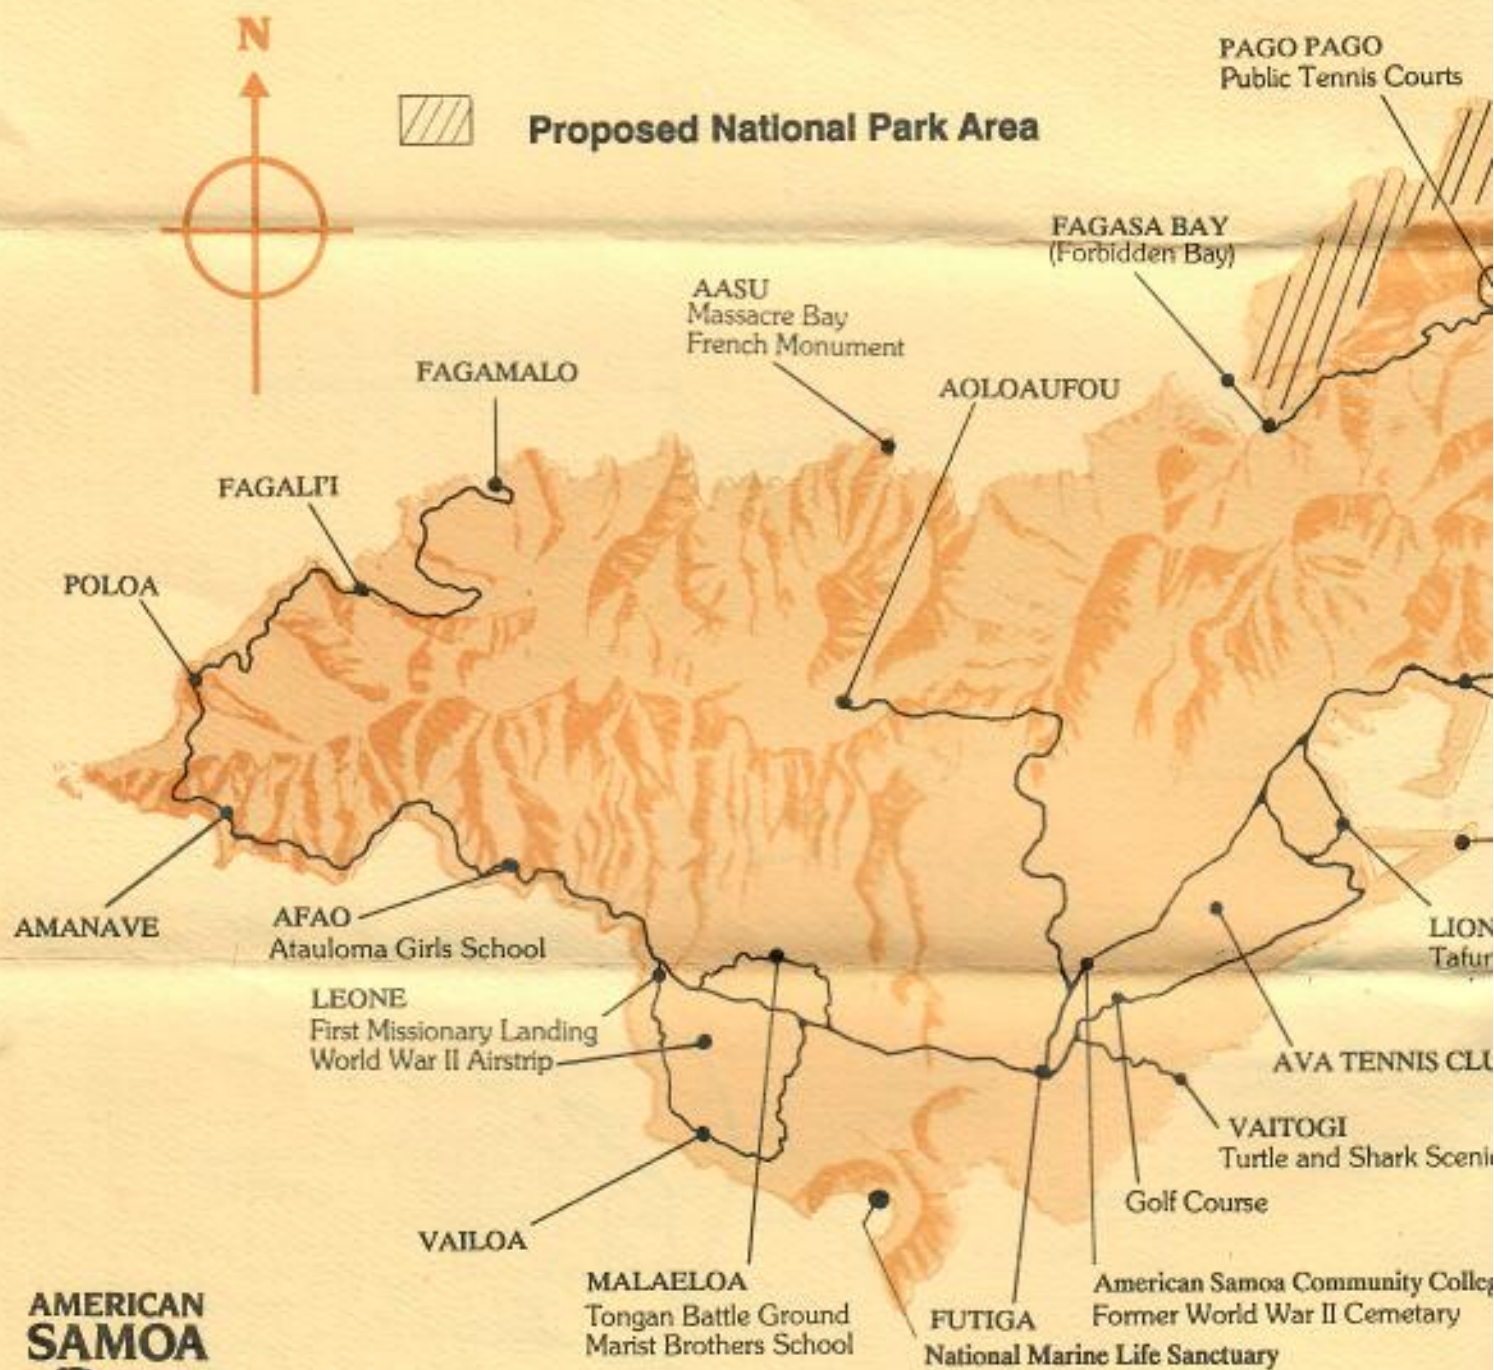 N
Proposed National Park Area
PAGO PAGO
Public Tennis Courts
FAGASA BAY
(Forbidden Bay)
AASU
Massacre Bay
French Monument
FAGAMALO
AOLOAUFOU
FAGALI'I
POLOA
AMANAVE
AFAO
Atauloma Girls School
LION
Tafun
LEONE
First Missionary Landing
World War II Airstrip
AVA TENNIS CLU
VAITOGI
Turtle and Shark Scenic
Golf Course
VAILOA
MALAELOA
Tongan Battle Ground
Marist Brothers School
American Samoa Community Colleg
Former World War II Cemetary
FUTIGA
National Marine Life Sanctuary
AMERICAN
SAMOA